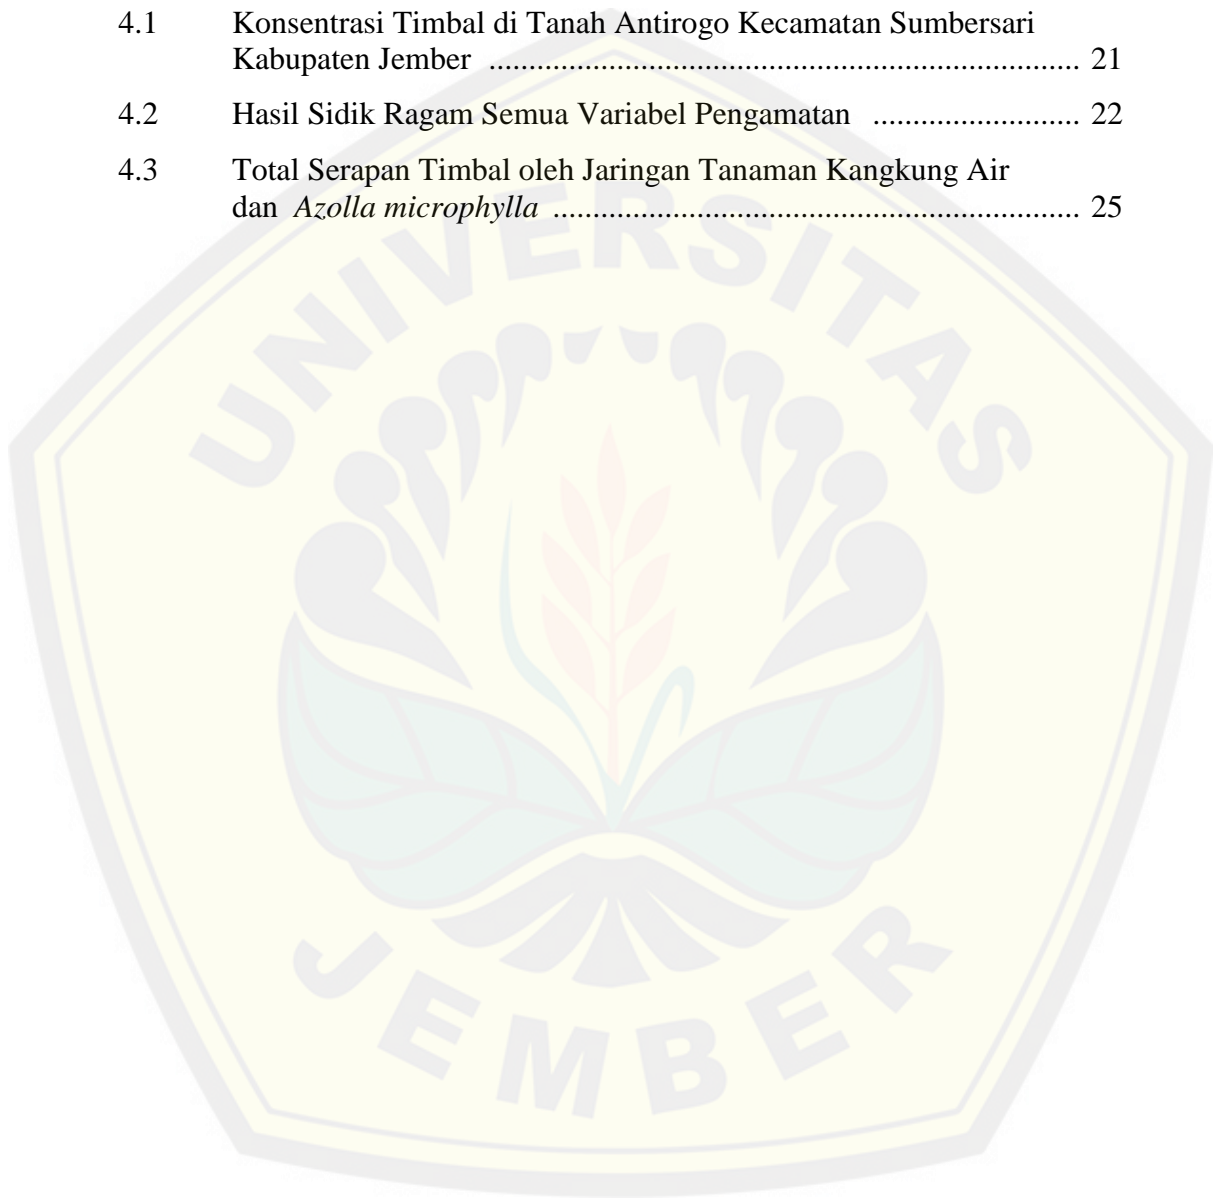 4.1 Konsentrasi Timbal di Tanah Antirogo Kecamatan Sumbersari
Kabupaten Jember ........................................................................... 21
4.2 Hasil Sidik Ragam Semua Variabel Pengamatan .......................... 22
4.3 Total Serapan Timbal oleh Jaringan Tanaman Kangkung Air
dan Azolla microphylla ................................................................... 25
UNIVERSITAS
JEMBER